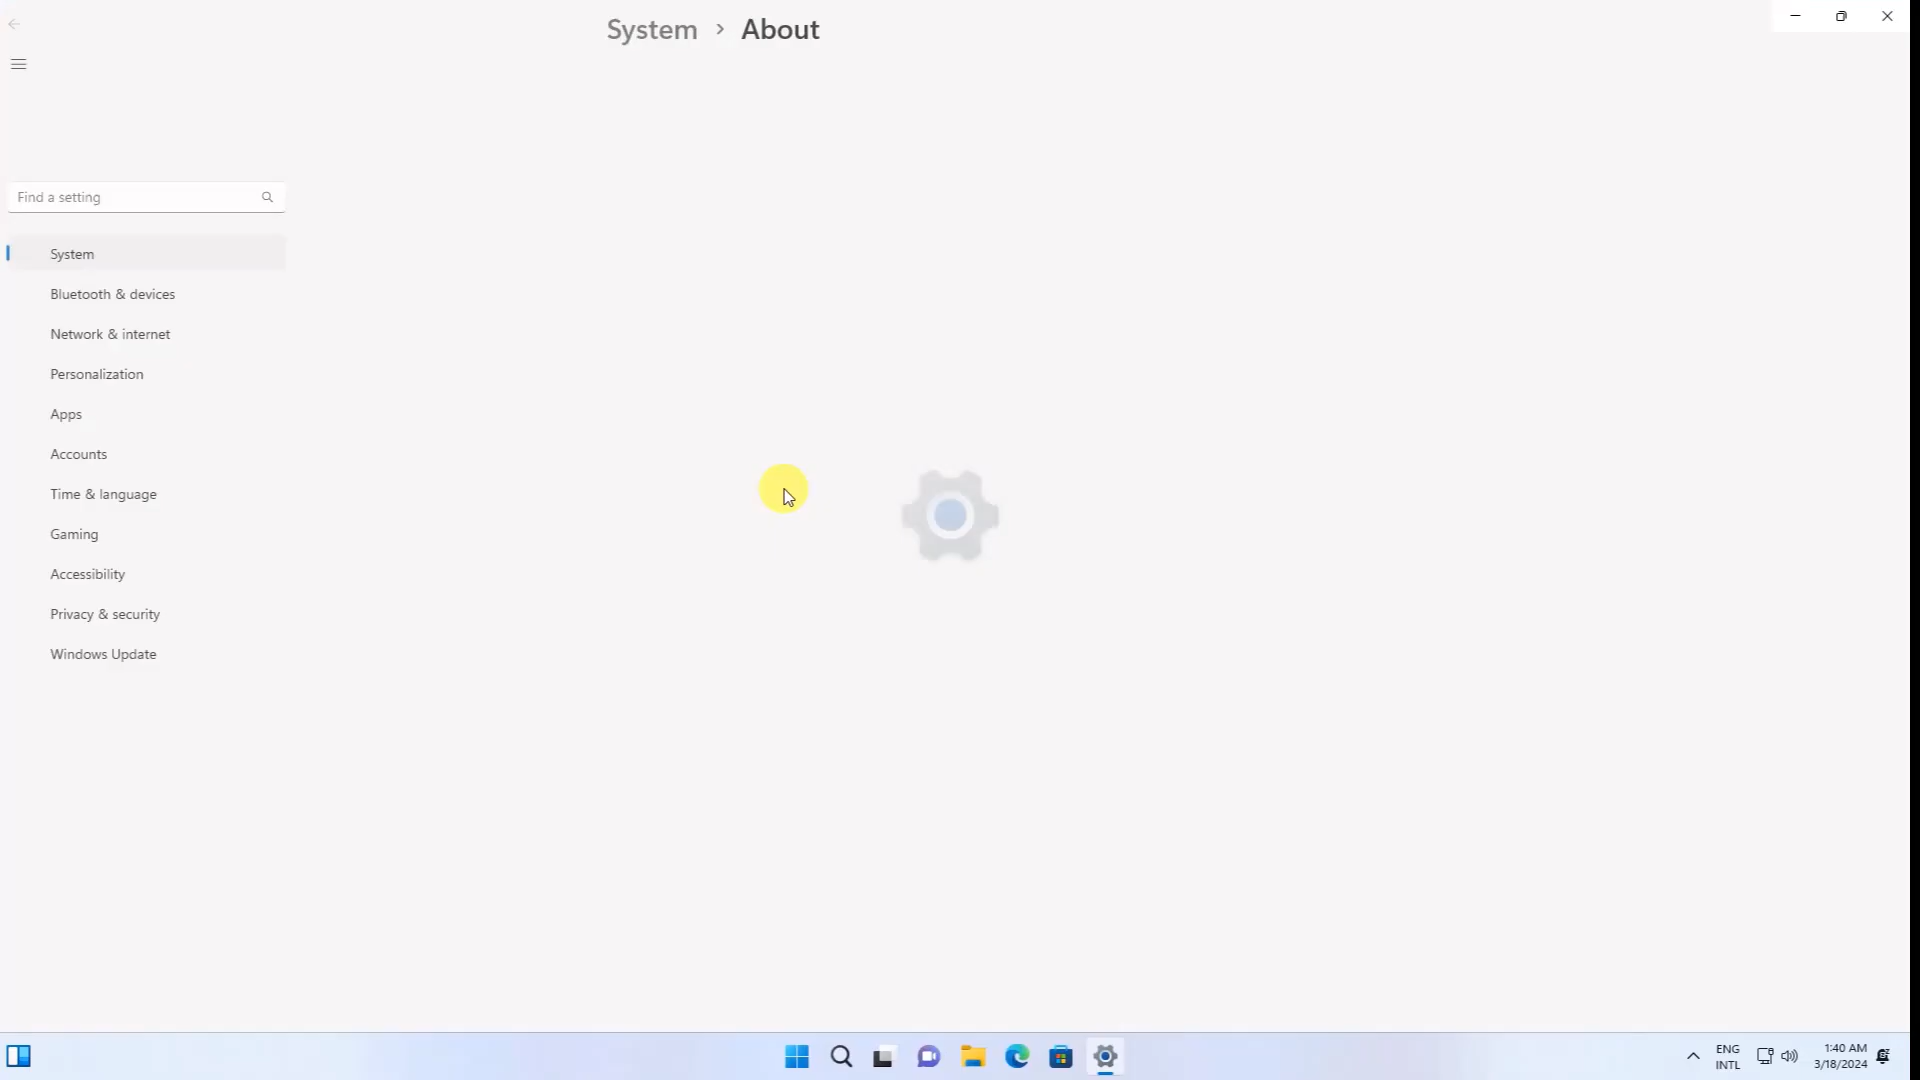 System > About
Find a setting
System
Bluetooth & devices
Network & internet
Personalization
Apps
Accounts
Time & language
Gaming
Accessibility
Privacy & security
Windows Update
ENG
INTL
1:40 AM
3/18/2024